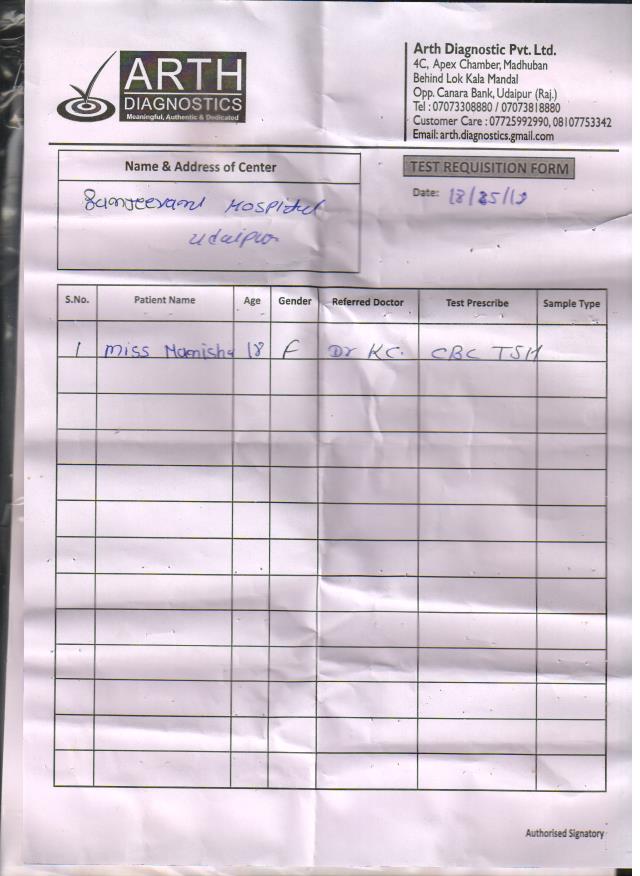 ARTH
DIAGNOSTICS
Meaningful, Authentic & Dedicated
Arth Diagnostic Pvt. Ltd.
4C, Apex Chamber, Madhuban
Behind Lok Kala Mandal
Opp. Canara Bank, Udaipur (Raj.)
Tel : 07073308880 / 07073818880
Customer Care : 07725992990, 08107753342
Email: arth.diagnostics.gmail.com
Name & Address of Center
Hospital
Udaipur
TEST REQUISITION FORM
Date:
S.No. Patient Name Age Gender Referred Doctor Test Prescribe Sample Type
1 Miss Manisha 18 F Dr KC. CBC TSH
Authorised Signatory